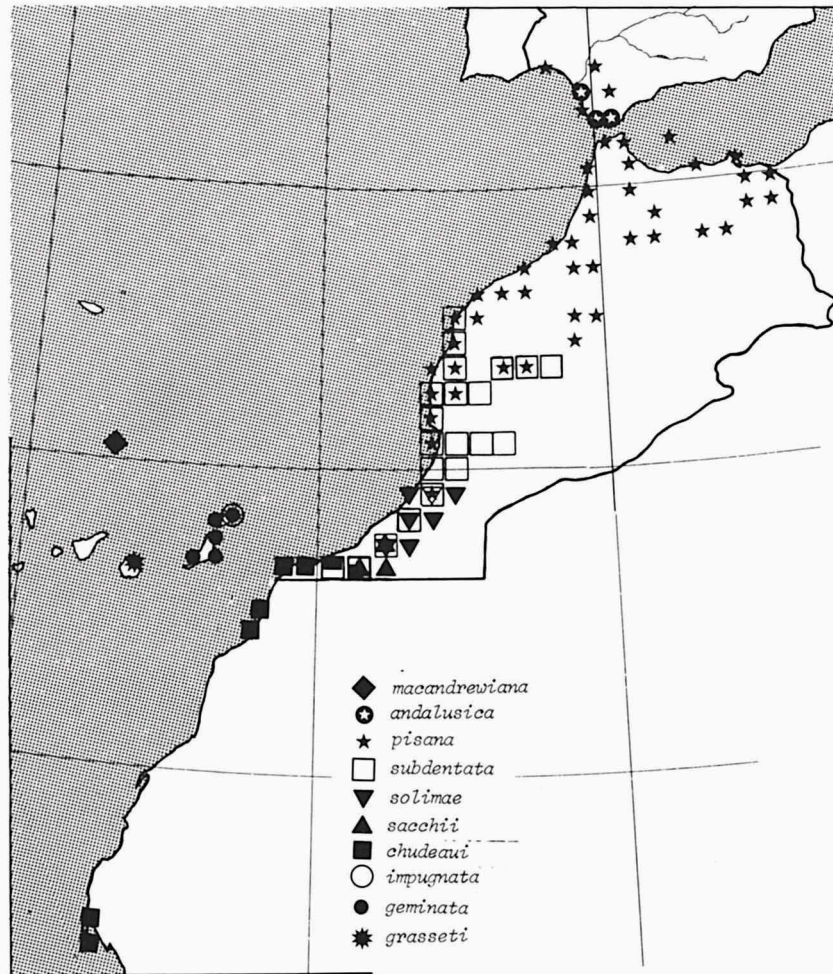 macandrewiana
andalusica
pisana
subdentata
solimae
sacchii
chudeaui
impugnata
geminata
grasseti